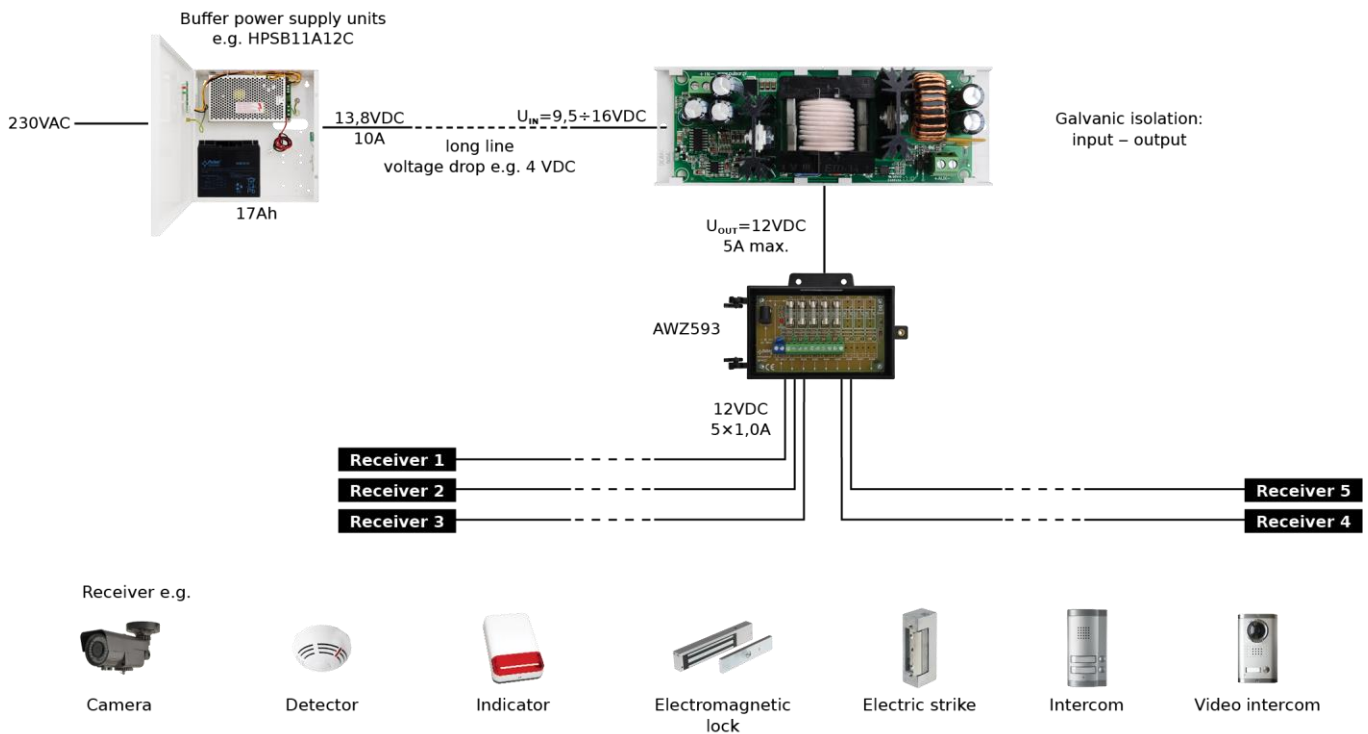 Buffer power supply units
e.g. HPSB11A12C
230VAC
13,8VDC
10A
long line
voltage drop e.g. 4 VDC
17Ah
UIN=9,5÷16VDC
Galvanic isolation:
input – output
UOUT=12VDC
5A max.
AWZ593
12VDC
5×1,0A
Receiver 1
Receiver 2
Receiver 3
Receiver 5
Receiver 4
Receiver e.g.
Camera
Detector
Indicator
Electromagnetic
lock
Electric strike
Intercom
Video intercom